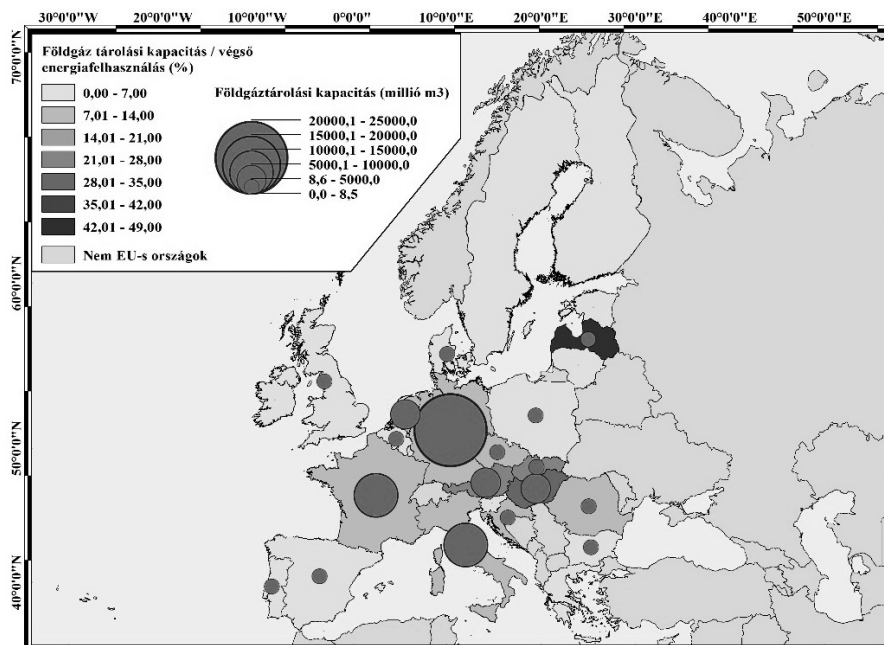 30°0'0"W 20°0'0"W 10°0'0"W 0°0'0" 10°0'0"E 20°0'0"E 30°0'0"E 40°0'0"E 50°0'0"E
70°0'0"N
60°0'0"N
50°0'0"N
40°0'0"N
Földgáz tárolási kapacitás / végső
energiafelhasználás (%)
0,00 - 7,00
7,01 - 14,00
14,01 - 21,00
21,01 - 28,00
28,01 - 35,00
35,01 - 42,00
42,01 - 49,00
Nem EU-s országok
Földgáztárolási kapacitás (millió m3)
20000,1 - 25000,0
15000,1 - 20000,0
10000,1 - 15000,0
5000,1 - 10000,0
8,6 - 5000,0
0,0 - 8,5